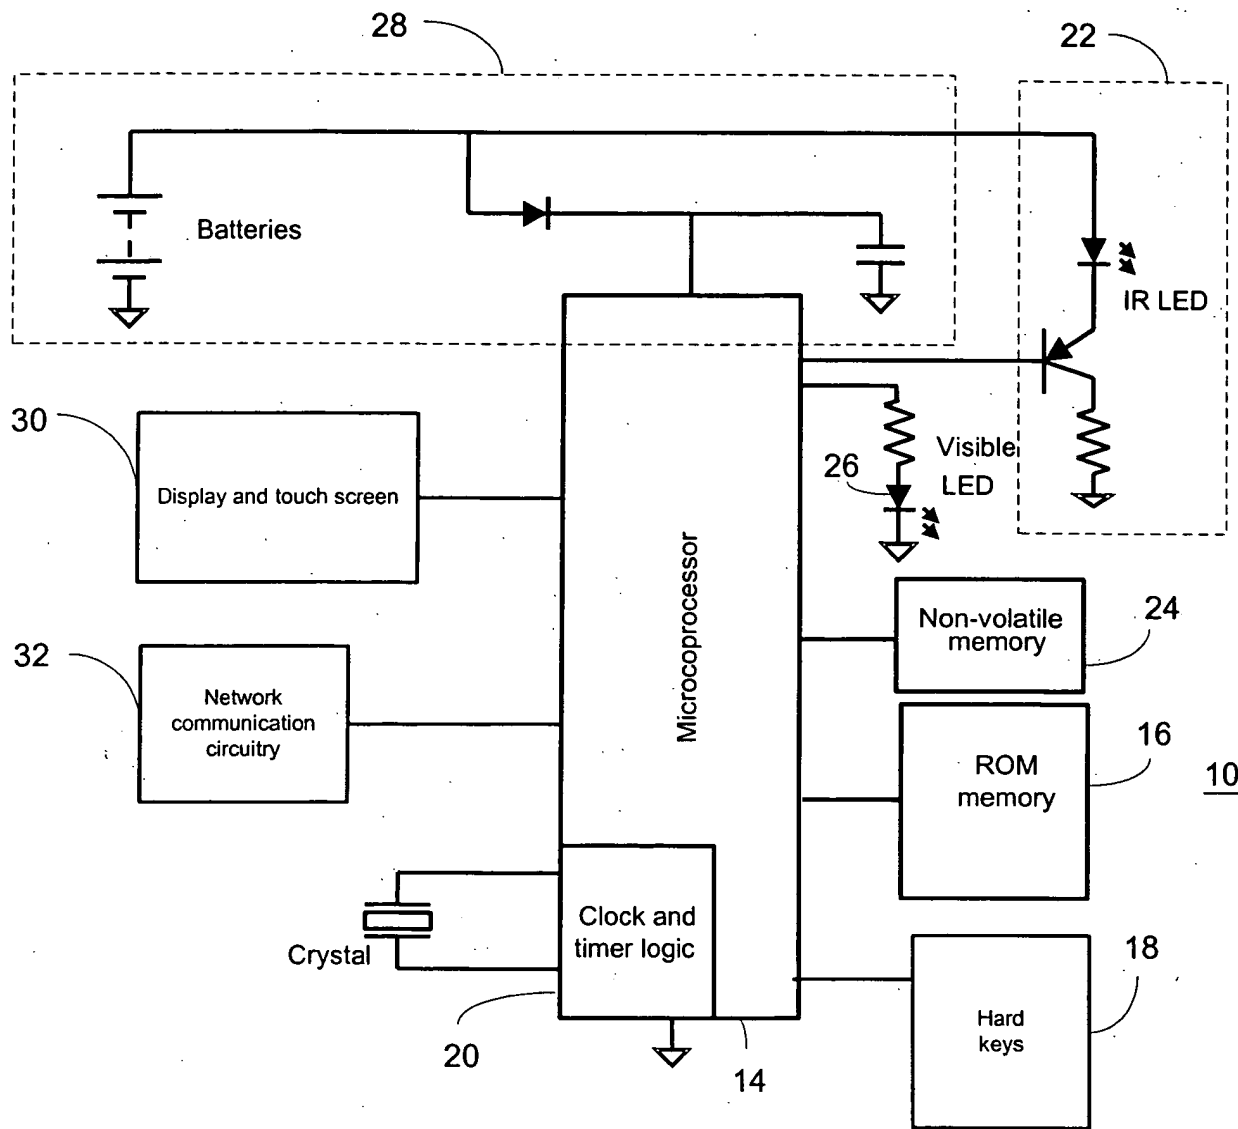 28
22
Batteries
IR LED
30
Display and touch screen
Visible
LED
26
Microcoprocessor
Non-volatile
memory
24
32
Network
communication
circuitry
ROM
memory
16
10
Crystal
Clock and
timer logic
20
14
Hard
keys
18